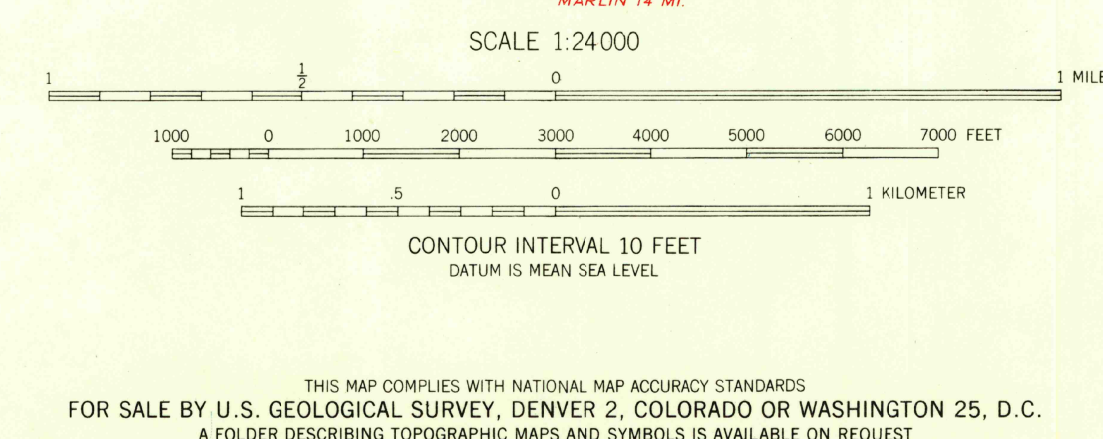 MARLIN 14 MI.
SCALE 1:24000
1 1/2 0 1 MILE
1000 0 1000 2000 3000 4000 5000 6000 7000 FEET
1 .5 0 1 KILOMETER
CONTOUR INTERVAL 10 FEET
DATUM IS MEAN SEA LEVEL
THIS MAP COMPLIES WITH NATIONAL MAP ACCURACY STANDARDS
FOR SALE BY U.S. GEOLOGICAL SURVEY, DENVER 2, COLORADO OR WASHINGTON 25, D.C.
A FOLDER DESCRIBING TOPOGRAPHIC MAPS AND SYMBOLS IS AVAILABLE ON REQUEST